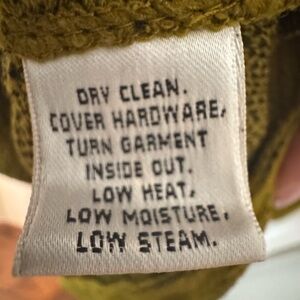 DRY CLEAN.
COVER HARDWARE,
TURN GARMENT
INSIDE OUT.
LOW HEAT,
LOW MOISTURE,
LOW STEAM.